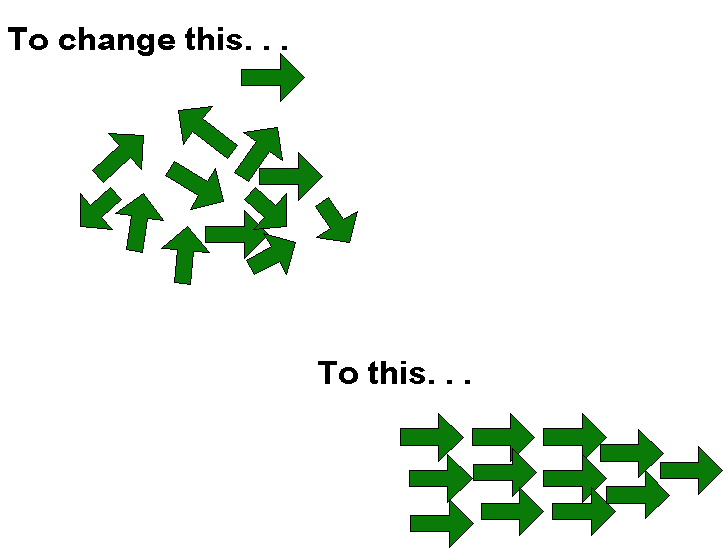 To change this. . .
To this. . .